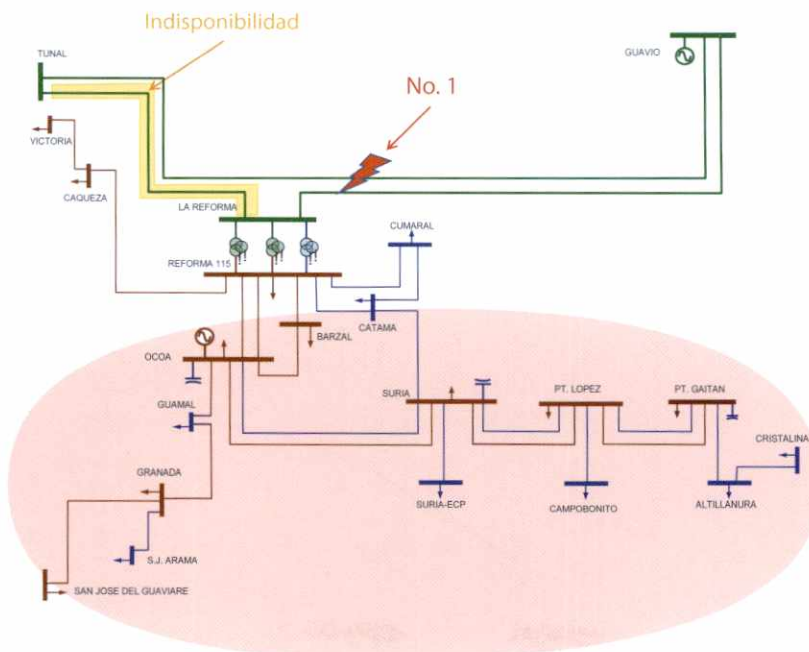 Indisponibilidad
TUNAL
GUAVIO
No. 1
VICTORIA
CAQUEZA
LA REFORMA
CUMARAL
REFORMA 115
CATAMA
BARZAL
OCOA
SURIA
PT. LOPEZ
PT. GAITAN
GUAMAL
CRISTALINA
GRANADA
SURIA-ECP
CAMPOBONITO
ALTILLANURA
S.J. ARAMA
SAN JOSE DEL GUAVIARE